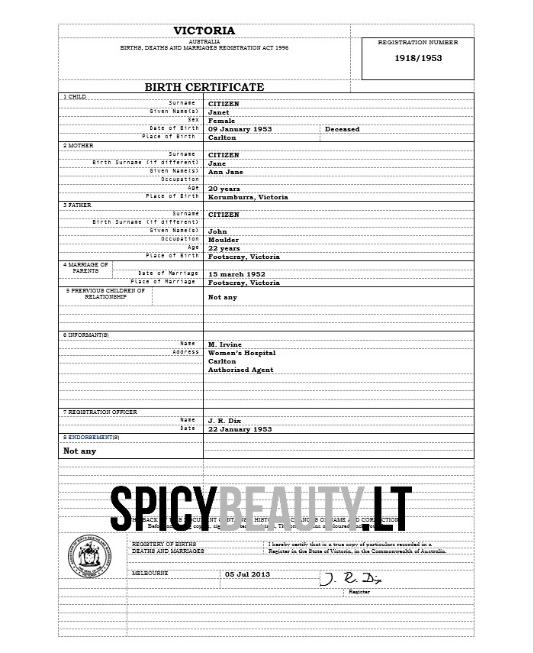 VICTORIA
AUSTRALIA
BIRTHS, DEATHS AND MARRIAGES REGISTRATION ACT 1996
REGISTRATION NUMBER
1918/1953
BIRTH CERTIFICATE
1 CHILD
Surname CITIZEN
Given Name(s) Janet
Sex Female
Date of Birth 09 January 1953 Deceased
Place of Birth Carlton
2 MOTHER
Surname CITIZEN
Birth Surname (if different) Jane
Given Name(s) Ann Jane
Occupation
Age 20 years
Place of Birth Korumburra, Victoria
3 FATHER
Surname CITIZEN
Birth Surname (if different)
Given Name(s) John
Occupation Moulder
Age 22 years
Place of Birth Footscray, Victoria
4 MARRIAGE OF PARENTS
Date of Marriage 15 march 1952
Place of Marriage Footscray, Victoria
5 PRERVIOUS CHILDREN OF RELATIONSHIP Not any
6 INFORMANT(S)
Name M. Irvine
Address Women's Hospital
Carlton
Authorised Agent
7 REGISTRATION OFFICER
Name J. R. Dix
Date 22 January 1953
8 ENDORSEMENT(S)
Not any
SPICYBEAUTY.LT
REGISTERY OF BIRTHS
DEATHS AND MARRIAGES
I hereby certify that is a true copy of particulars recorded in a
Register in the State of Victoria, in the Commonwealth of Australia.
MELBOURNE 05 Jul 2013 J. R. Dix
Register